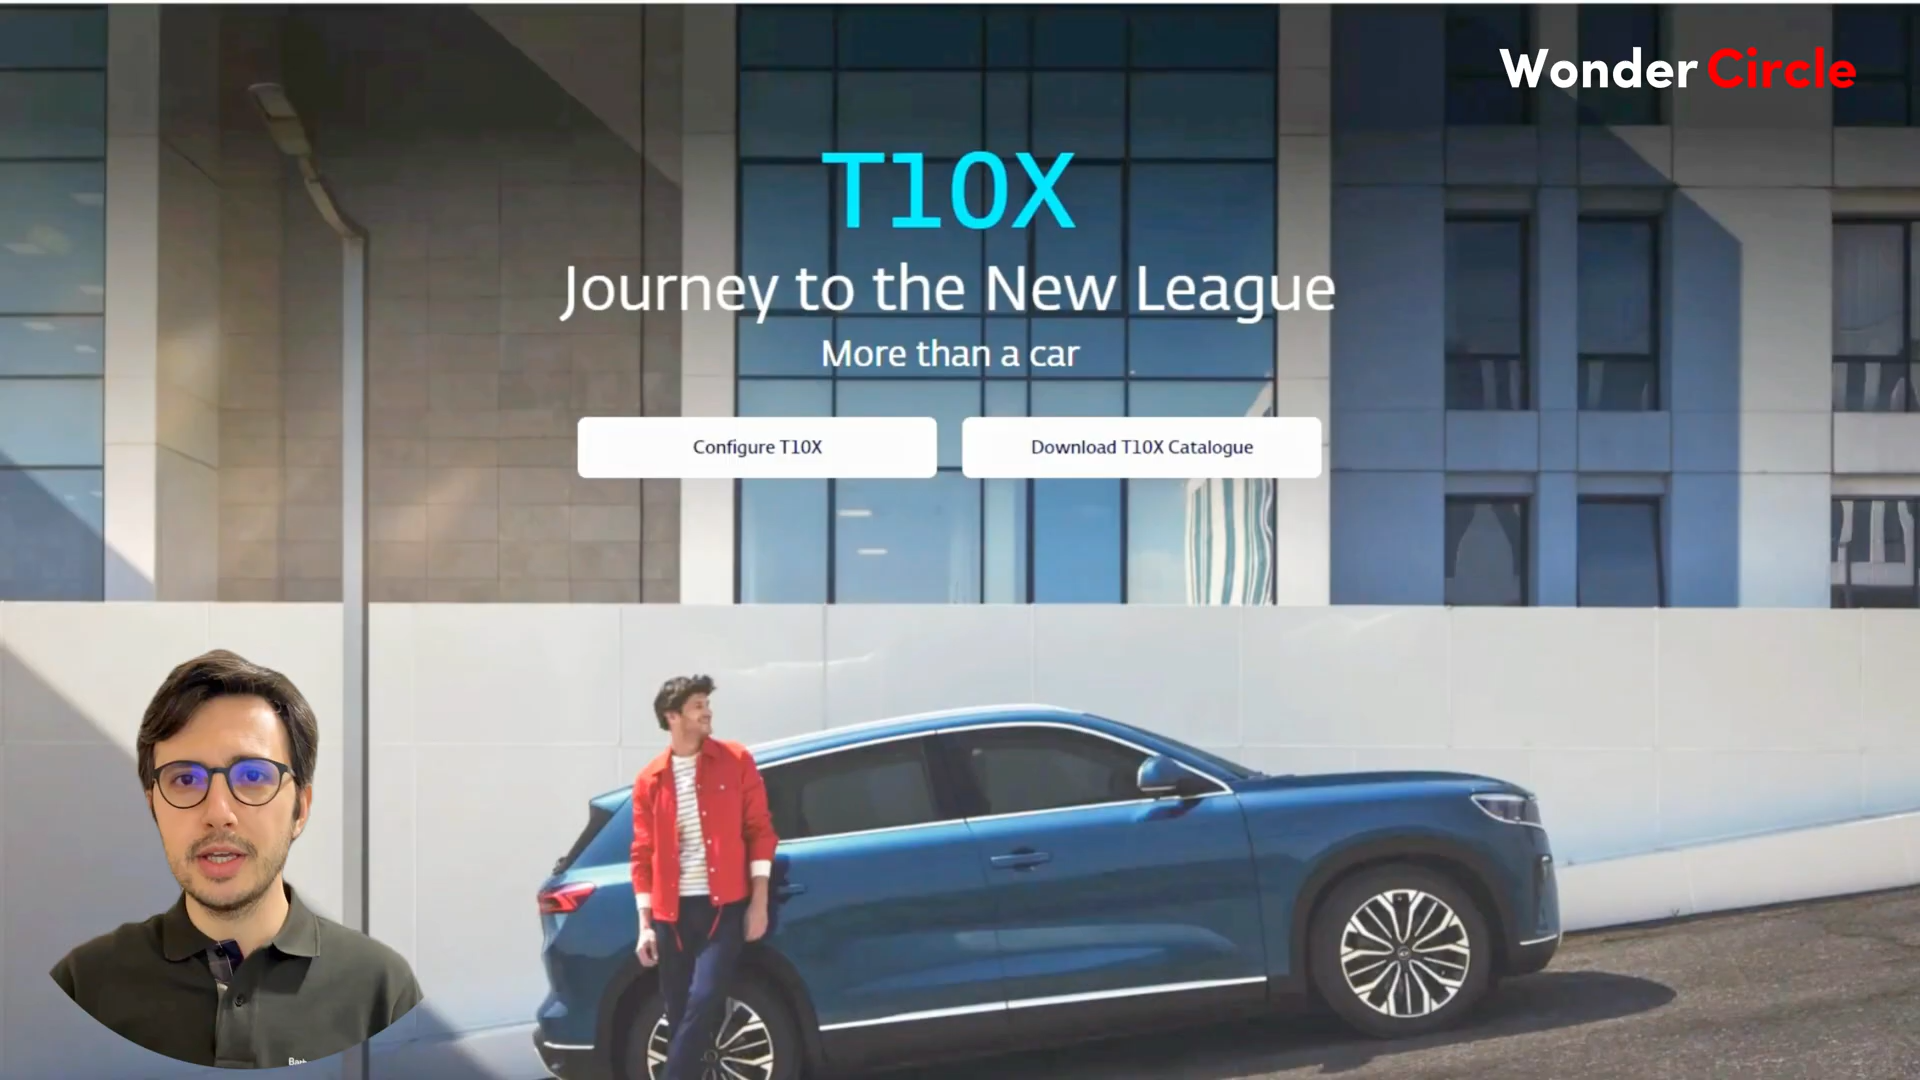 Wonder Circle
T10X
Journey to the New League
More than a car
Configure T10X
Download T10X Catalogue